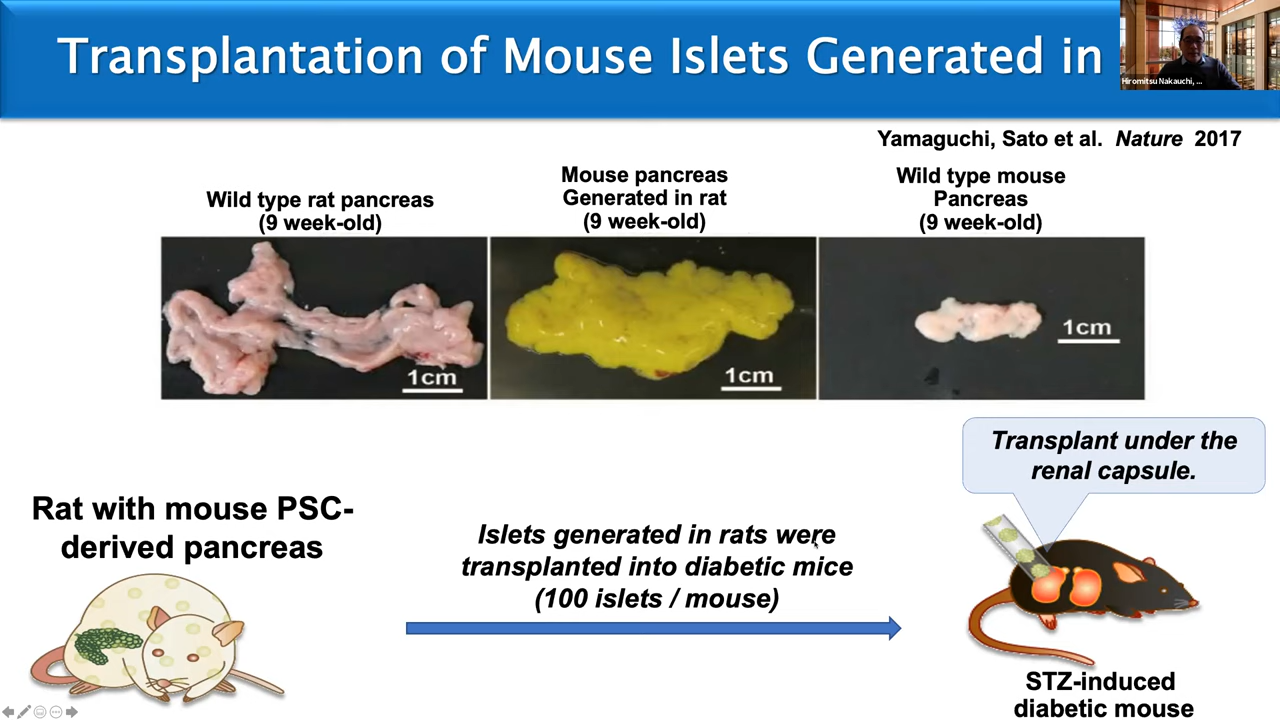 Transplantation of Mouse Islets Generated in
Hiromitsu Nakauchi, ...
Yamaguchi, Sato et al. Nature 2017
Wild type rat pancreas
(9 week-old)
Mouse pancreas
Generated in rat
(9 week-old)
Wild type mouse
Pancreas
(9 week-old)
1cm
1cm
1cm
Transplant under the
renal capsule.
Rat with mouse PSC-
derived pancreas
Islets generated in rats were
transplanted into diabetic mice
(100 islets / mouse)
STZ-induced
diabetic mouse